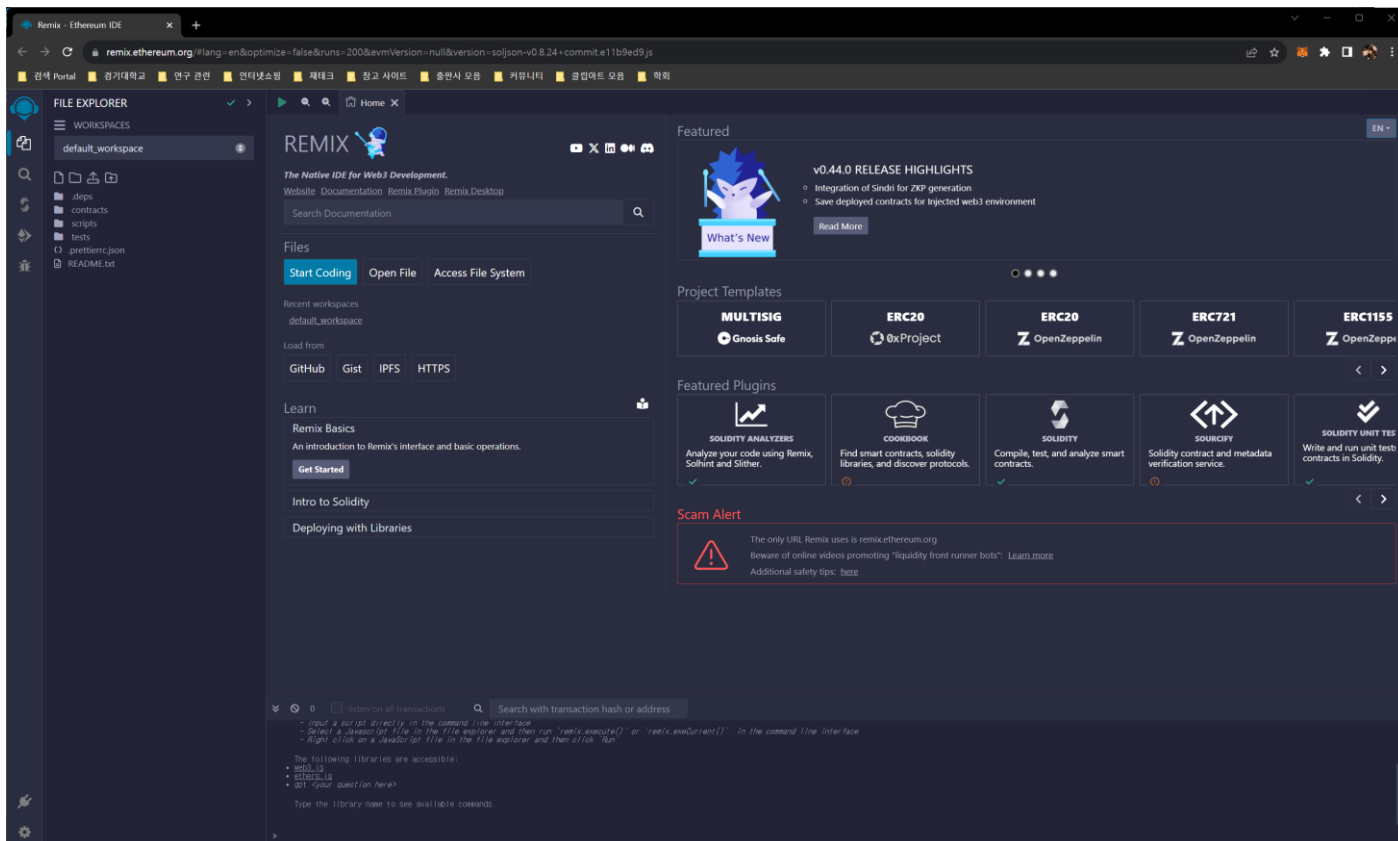 Remix - Ethereum IDE
remix.ethereum.org/#lang=en&optimize=false&runs=200&evmVersion=null&version=soljson-v0.8.24+commit.e11b9ed9.js
검색 Portal 경기대학교 연구 관련 인터넷쇼핑 재테크 참고 사이트 출판사 모음 커뮤니티 클립아트 모음 학회
FILE EXPLORER
WORKSPACES
default_workspace
.deps
contracts
scripts
tests
.prettierrc.json
README.txt
Home
REMIX
The Native IDE for Web3 Development.
Website Documentation Remix Plugin Remix Desktop
Search Documentation
Files
Start Coding Open File Access File System
Recent workspaces
default_workspace
Load from
GitHub Gist IPFS HTTPS
Learn
Remix Basics
An introduction to Remix's interface and basic operations.
Get Started
Intro to Solidity
Deploying with Libraries
Featured
EN
What's New
v0.44.0 RELEASE HIGHLIGHTS
Integration of Sindri for ZKP generation
Save deployed contracts for Injected web3 environment
Read More
Project Templates
MULTISIG
Gnosis Safe
ERC20
0xProject
ERC20
OpenZeppelin
ERC721
OpenZeppelin
ERC1155
OpenZeppe
Featured Plugins
SOLIDITY ANALYZERS
Analyze your code using Remix,
Solhint and Slither.
COOKBOOK
Find smart contracts, solidity
libraries, and discover protocols.
SOLIDITY
Compile, test, and analyze smart
contracts.
SOURCIFY
Solidity contract and metadata
verification service.
SOLIDITY UNIT TES
Write and run unit tests
contracts in Solidity.
Scam Alert
The only URL Remix uses is remix.ethereum.org
Beware of online videos promoting "liquidity front runner bots": Learn more
Additional safety tips: here
0 listen on all transactions Search with transaction hash or address
- Input a script directly in the command line interface
- Select a Javascript file in the file explorer and then run `remix.execute()` or `remix.exeCurrent()` in the command line interface
- Right click on a JavaScript file in the file explorer and then click `Run`
The following libraries are accessible:
• web3.js
• ethers.js
• gpt <your question here>
Type the library name to see available commands.
>